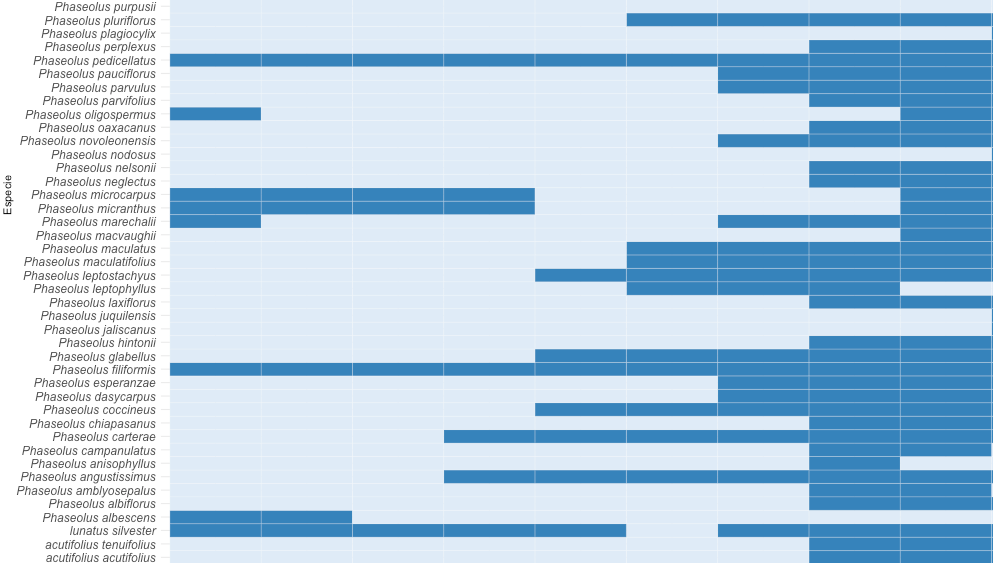 Phaseolus purpusii
Phaseolus pluriflorus
Phaseolus plagiocylix
Phaseolus perplexus
Phaseolus pedicellatus
Phaseolus pauciflorus
Phaseolus parvulus
Phaseolus parvifolius
Phaseolus oligospermus
Phaseolus oaxacanus
Phaseolus novoleonensis
Phaseolus nodosus
Phaseolus nelsonii
Phaseolus neglectus
Phaseolus microcarpus
Phaseolus micranthus
Phaseolus marechalii
Phaseolus macvaughii
Phaseolus maculatus
Phaseolus maculatifolius
Phaseolus leptostachyus
Phaseolus leptophyllus
Phaseolus laxiflorus
Phaseolus juquilensis
Phaseolus jaliscanus
Phaseolus hintonii
Phaseolus glabellus
Phaseolus filiformis
Phaseolus esperanzae
Phaseolus dasycarpus
Phaseolus coccineus
Phaseolus chiapasanus
Phaseolus carterae
Phaseolus campanulatus
Phaseolus anisophyllus
Phaseolus angustissimus
Phaseolus amblyosepalus
Phaseolus albiflorus
Phaseolus albescens
lunatus silvester
acutifolius tenuifolius
acutifolius acutifolius
Especie